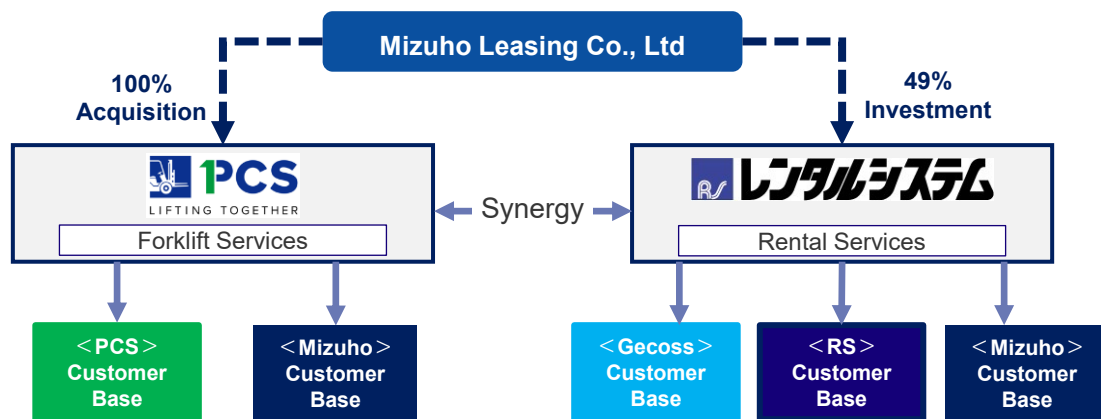 Mizuho Leasing Co., Ltd
100%
Acquisition
49%
Investment
1PCS
LIFTING TOGETHER
Forklift Services
Synergy
RS レンタルシステム
Rental Services
＜PCS＞
Customer
Base
＜Mizuho＞
Customer
Base
＜Gecoss＞
Customer
Base
＜RS＞
Customer
Base
＜Mizuho＞
Customer
Base